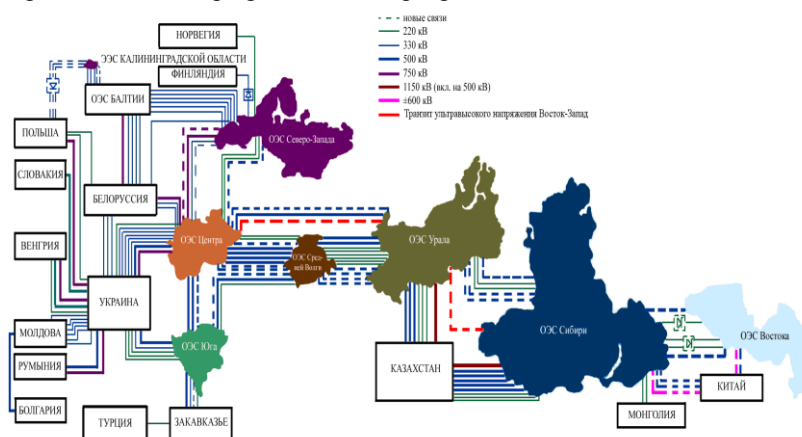 НОРВЕГИЯ
ЭЭС КАЛИНИНГРАДСКОЙ ОБЛАСТИ
ФИНЛЯНДИЯ
ОЭС БАЛТИИ
новые связи
220 кВ
330 кВ
500 кВ
750 кВ
1150 кВ (вкл. на 500 кВ)
±600 кВ
Транзит ультравысокого напряжения Восток-Запад
ПОЛЬША
ОЭС Северо-Запада
СЛОВАКИЯ
БЕЛОРУССИЯ
ВЕНГРИЯ
ОЭС Центра
ОЭС Сред-
ней Волги
ОЭС Урала
УКРАИНА
МОЛДОВА
ОЭС Юга
РУМЫНИЯ
КАЗАХСТАН
ОЭС Сибири
ОЭС Востока
БОЛГАРИЯ
ТУРЦИЯ
ЗАКАВКАЗЬЕ
МОНГОЛИЯ
КИТАЙ